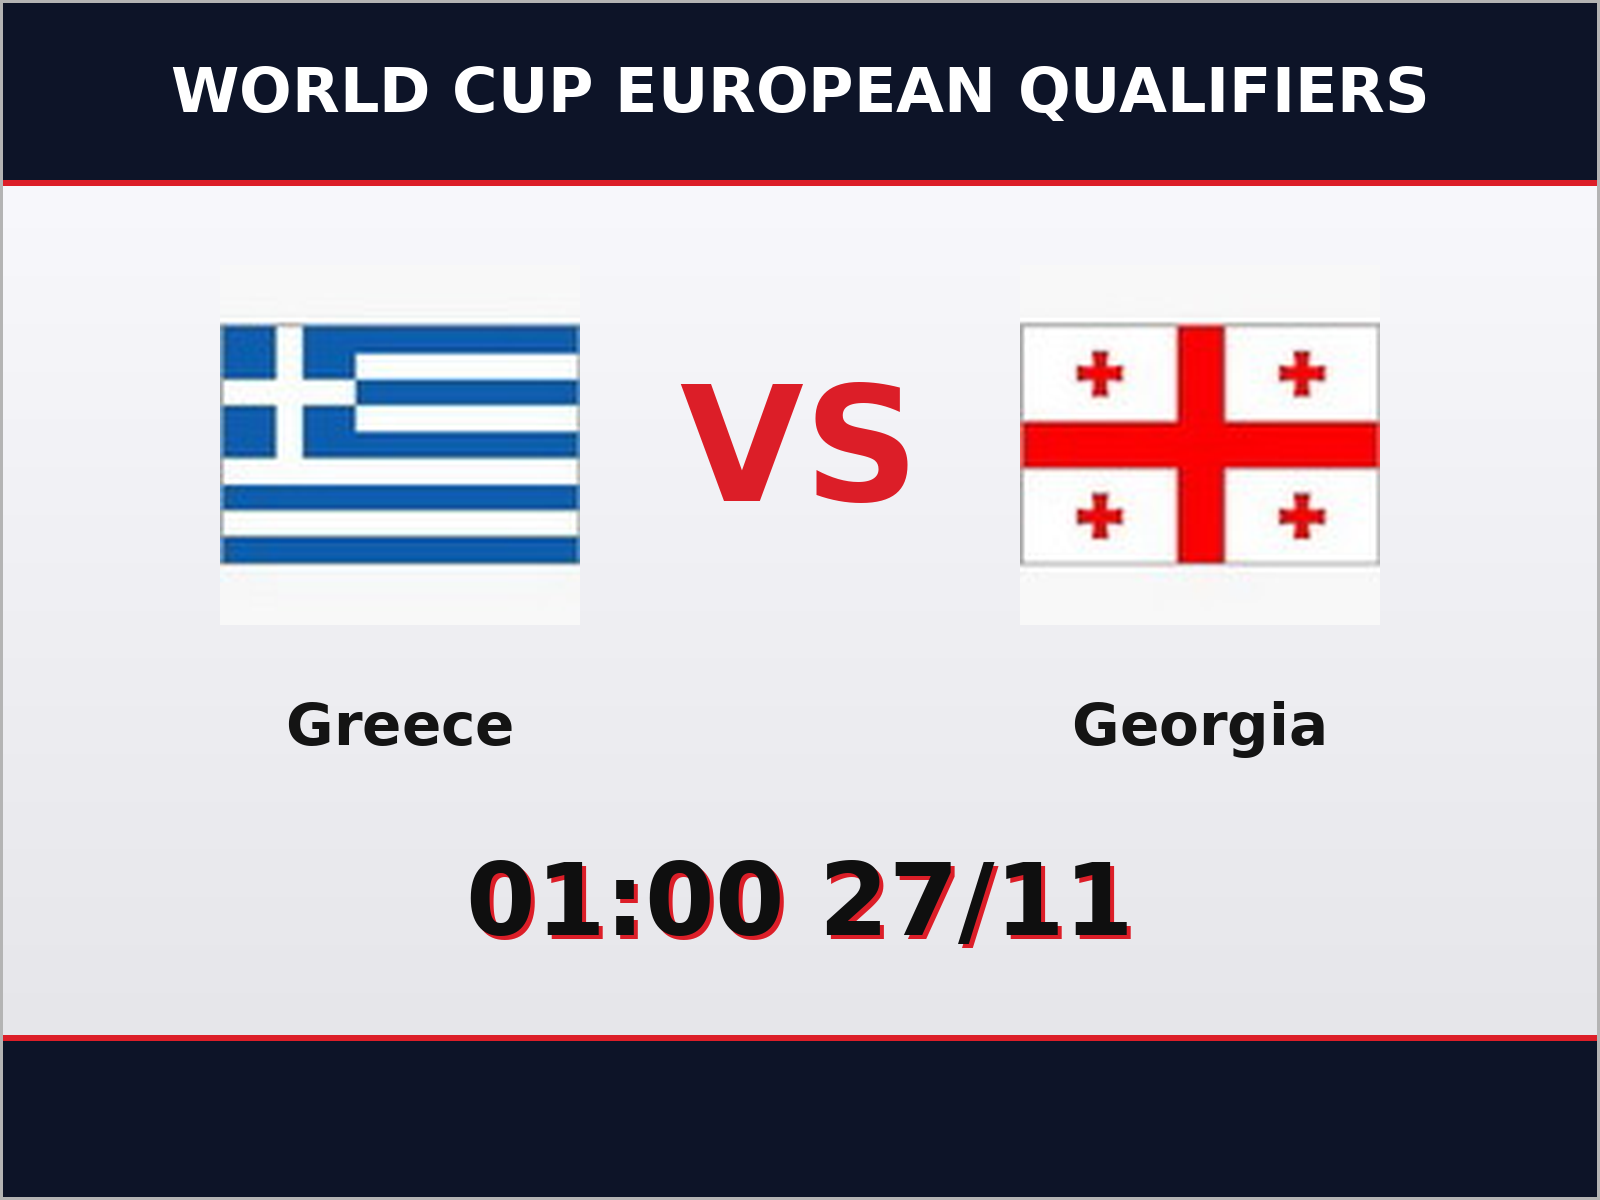 WORLD CUP EUROPEAN QUALIFIERS
VS
Greece
Georgia
01:00 27/11